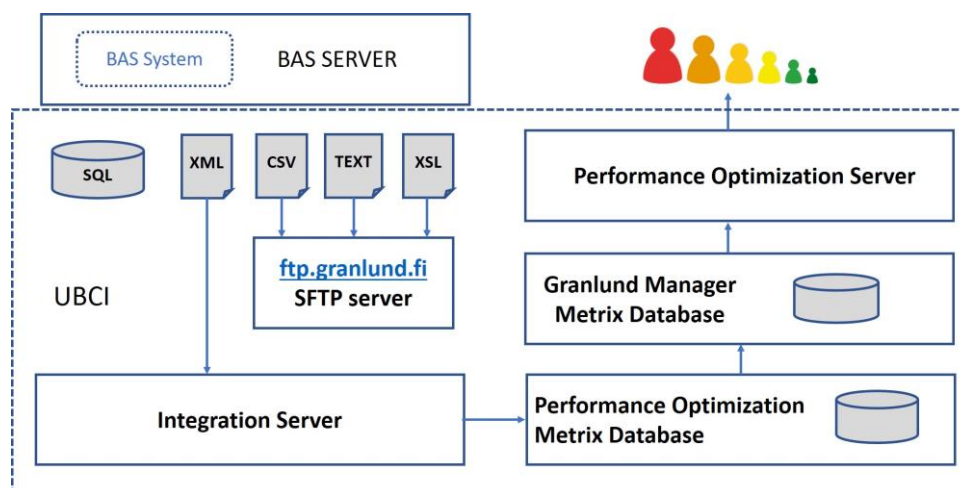 BAS System
BAS SERVER
SQL
XML
CSV
TEXT
XSL
ftp.granlund.fi
SFTP server
UBCI
Integration Server
Performance Optimization Server
Granlund Manager
Metrix Database
Performance Optimization
Metrix Database